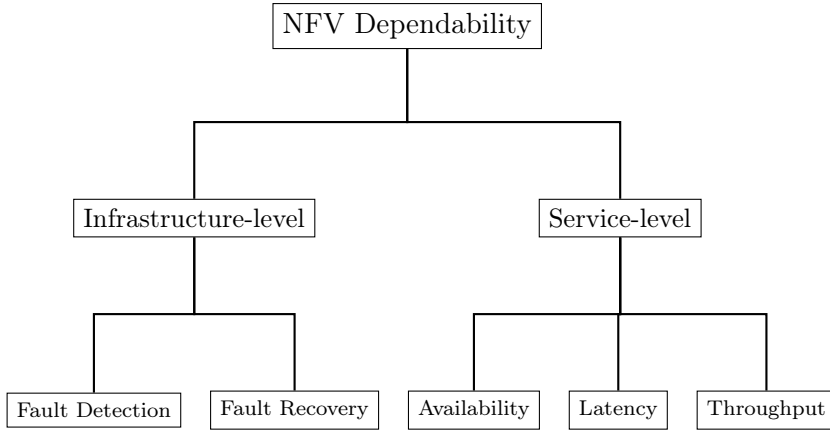 NFV Dependability
Infrastructure-level
Service-level
Fault Detection
Fault Recovery
Availability
Latency
Throughput